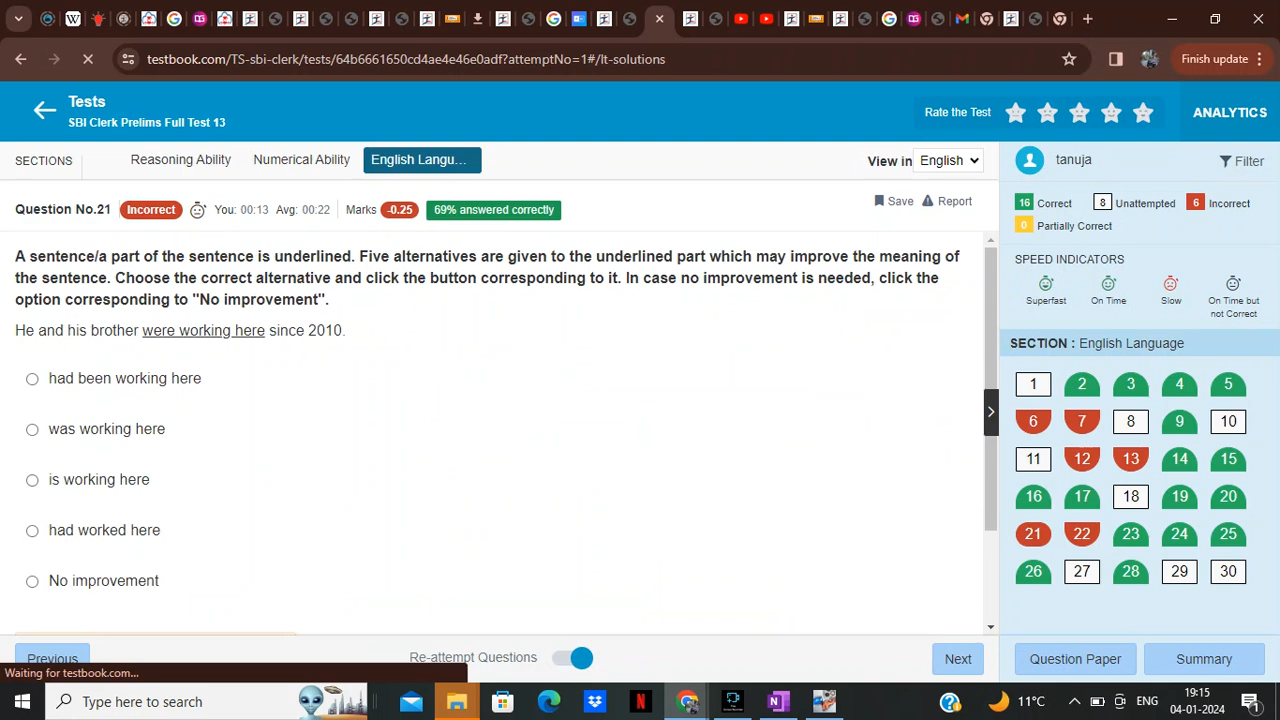 testbook.com/TS-sbi-clerk/tests/64b6661650cd4ae4e46e0adf?attemptNo=1#/lt-solutions
Finish update
Tests
SBI Clerk Prelims Full Test 13
Rate the Test
ANALYTICS
SECTIONS
Reasoning Ability
Numerical Ability
English Langu...
View in
English
tanuja
Filter
Question No.21
Incorrect
You: 00:13
Avg: 00:22
Marks
-0.25
69% answered correctly
Save
Report
16 Correct
8 Unattempted
6 Incorrect
0 Partially Correct
A sentence/a part of the sentence is underlined. Five alternatives are given to the underlined part which may improve the meaning of
the sentence. Choose the correct alternative and click the button corresponding to it. In case no improvement is needed, click the
option corresponding to "No improvement".
He and his brother were working here since 2010.
had been working here
was working here
is working here
had worked here
No improvement
SPEED INDICATORS
Superfast
On Time
Slow
On Time but
not Correct
SECTION : English Language
1 2 3 4 5
6 7 8 9 10
11 12 13 14 15
16 17 18 19 20
21 22 23 24 25
26 27 28 29 30
Previous
Re-attempt Questions
Next
Question Paper
Summary
Waiting for testbook.com...
Type here to search
11°C
ENG
19:15
04-01-2024
1